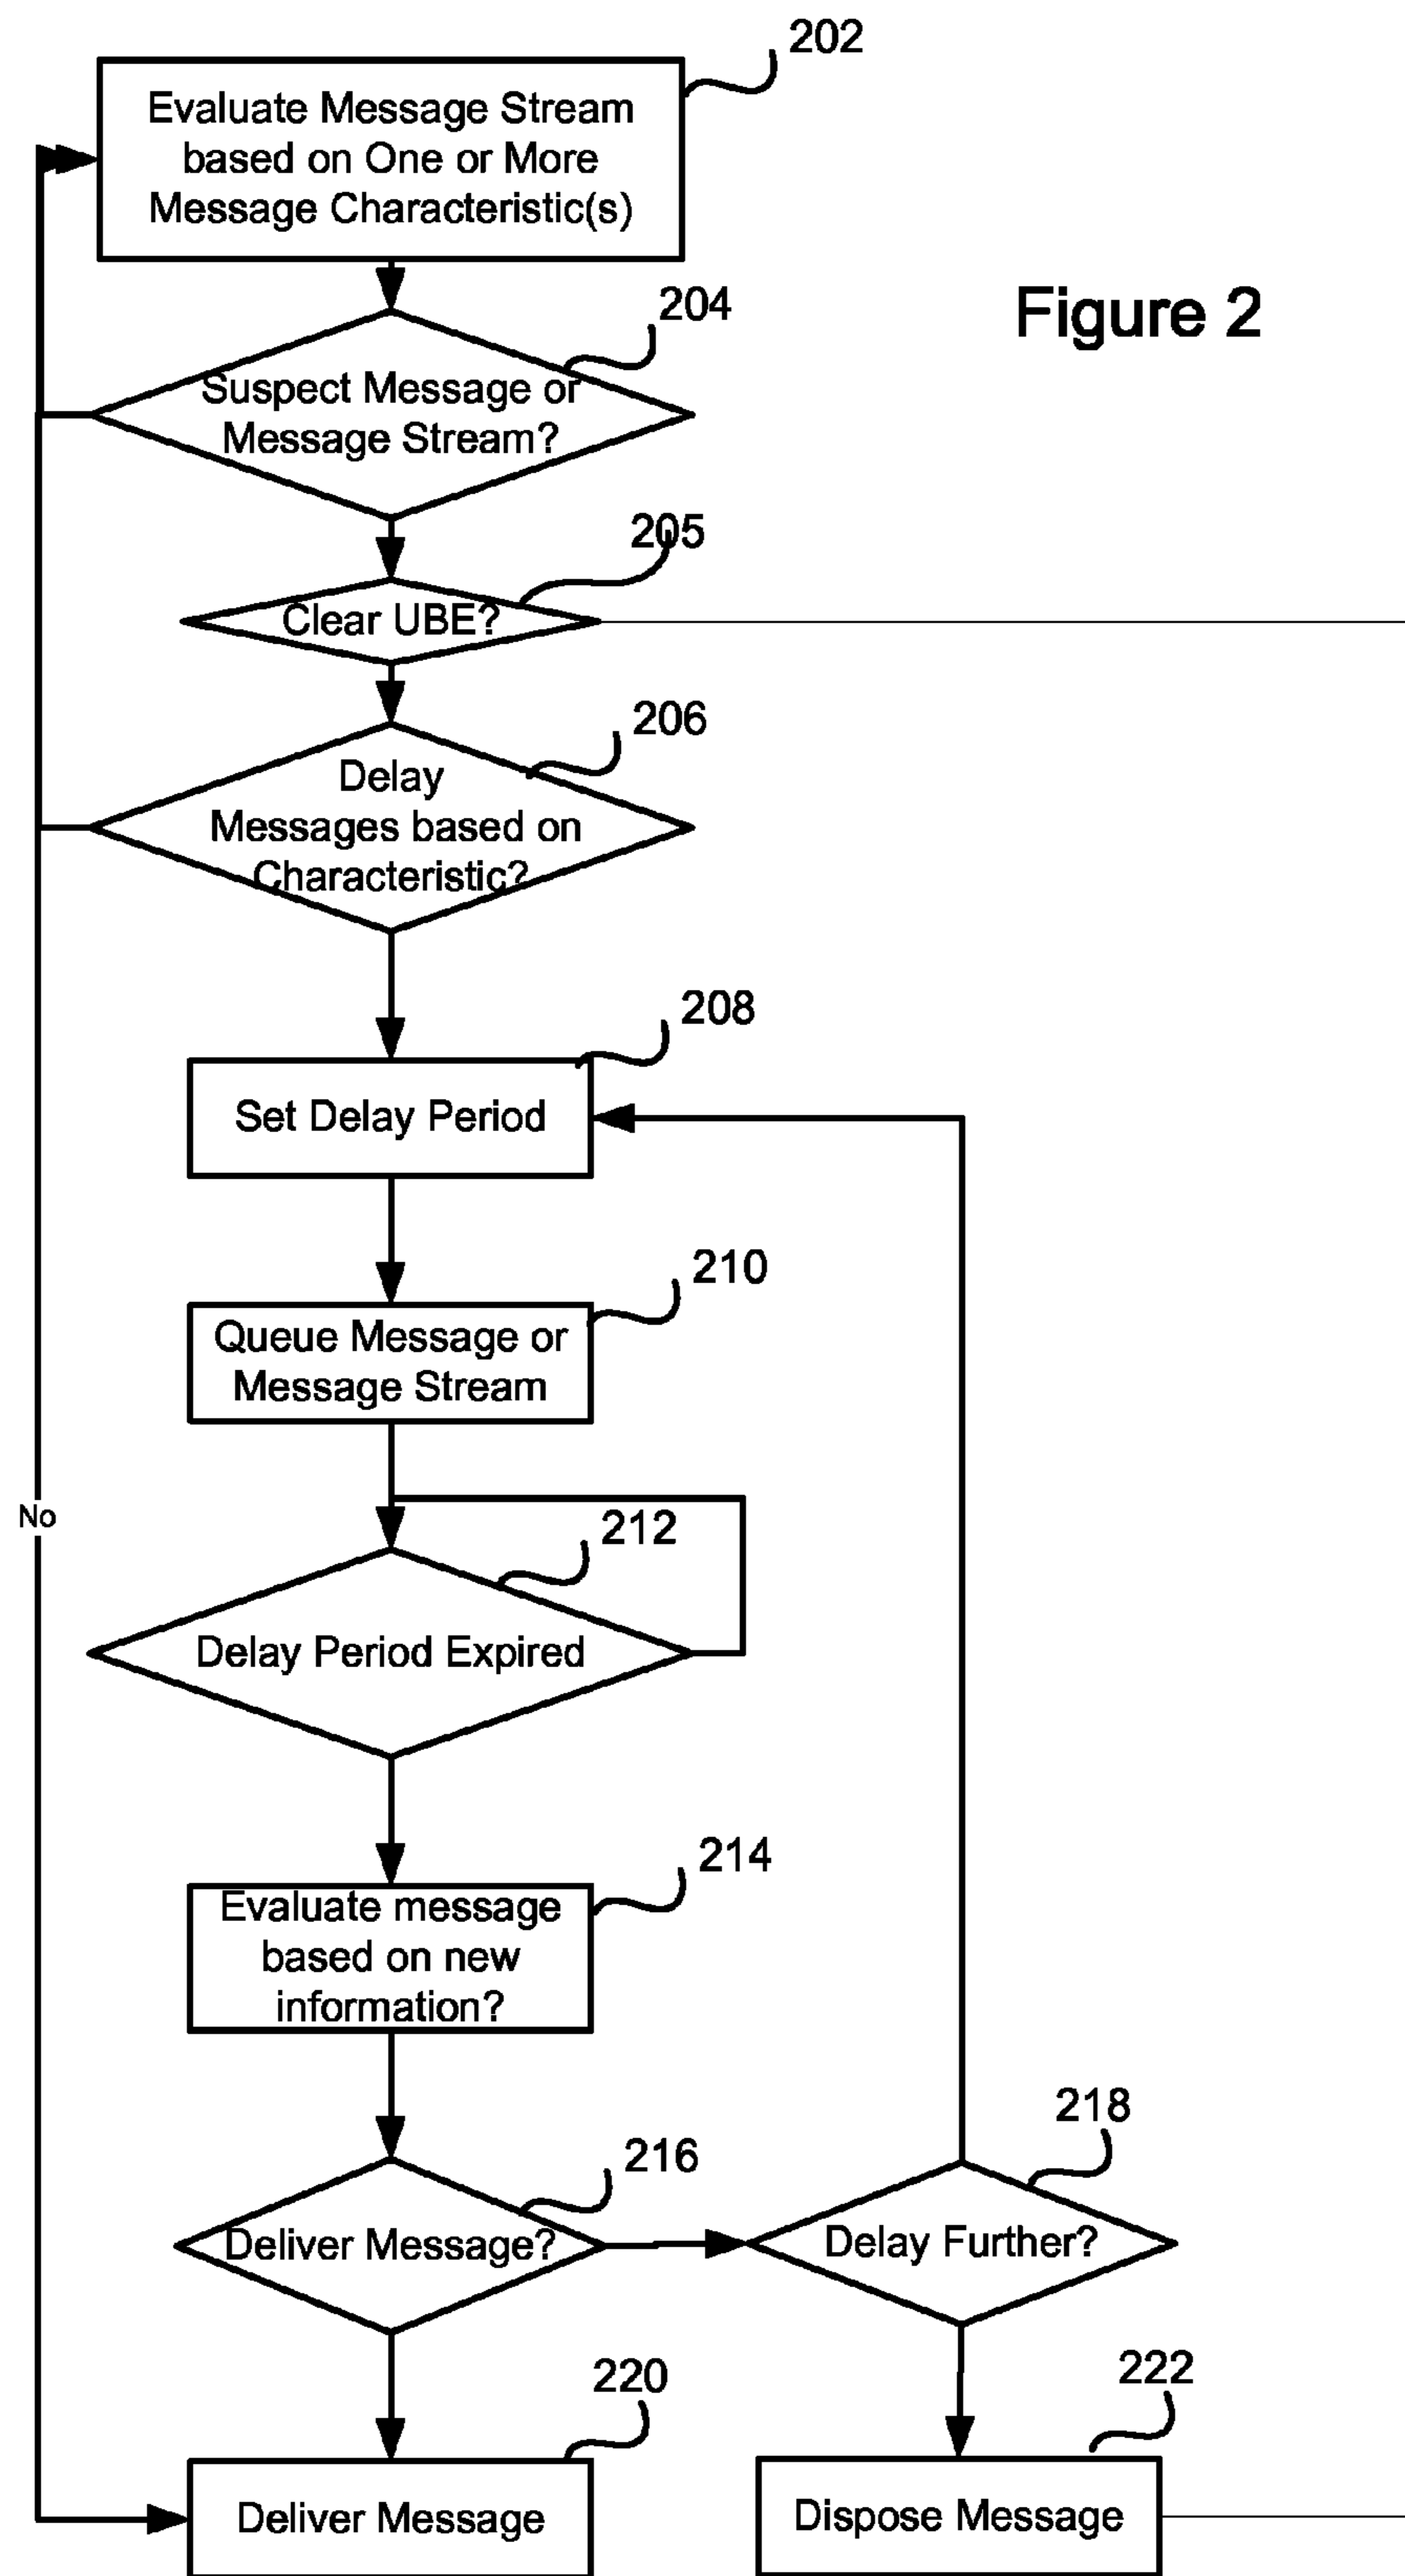 202
Evaluate Message Stream
based on One or More
Message Characteristic(s)
Figure 2
204
Suspect Message or
Message Stream?
205
Clear UBE?
206
Delay
Messages based on
Characteristic?
208
Set Delay Period
210
Queue Message or
Message Stream
No
212
Delay Period Expired
214
Evaluate message
based on new
information?
216
Deliver Message?
218
Delay Further?
220
Deliver Message
222
Dispose Message